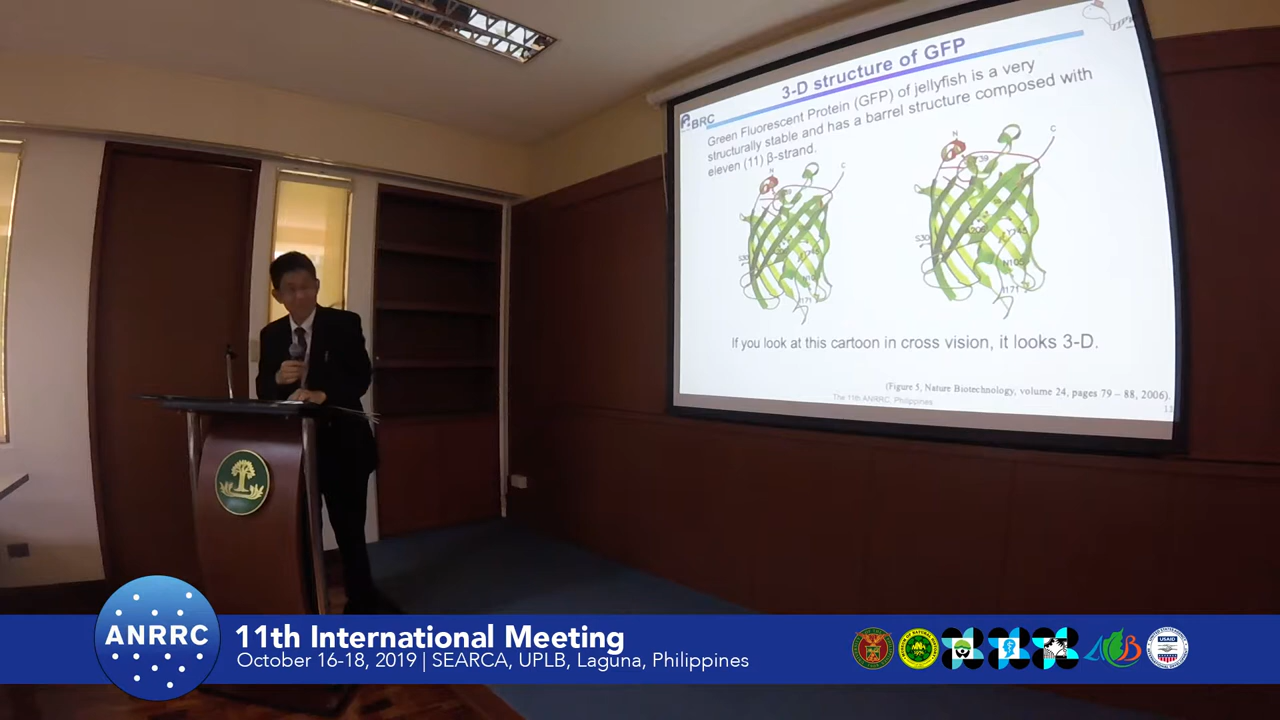 3-D structure of GFP
BRC
Green Fluorescent Protein (GFP) of jellyfish is a very
structurally stable and has a barrel structure composed with
eleven (11) β-strand.
N
C
N
C
If you look at this cartoon in cross vision, it looks 3-D.
(Figure 5, Nature Biotechnology, volume 24, pages 79 – 88, 2006).
The 11th ANRRC, Philippines
ANRRC
11th International Meeting
October 16-18, 2019 | SEARCA, UPLB, Laguna, Philippines
USAID